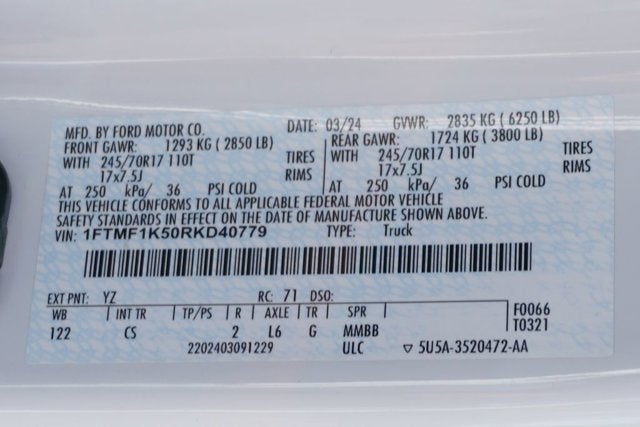 MFD. BY FORD MOTOR CO. DATE: 03/24 GVWR: 2835 KG ( 6250 LB)
FRONT GAWR: 1293 KG ( 2850 LB) REAR GAWR: 1724 KG ( 3800 LB)
WITH 245/70R17 110T TIRES WITH 245/70R17 110T TIRES
17x7.5J RIMS 17x7.5J RIMS
AT 250 kPa/ 36 PSI COLD AT 250 kPa/ 36 PSI COLD
THIS VEHICLE CONFORMS TO ALL APPLICABLE FEDERAL MOTOR VEHICLE
SAFETY STANDARDS IN EFFECT ON THE DATE OF MANUFACTURE SHOWN ABOVE.
VIN: 1FTMF1K50RKD40779 TYPE: Truck
EXT PNT: YZ RC: 71 DSO:
WB INT TR TP/PS R AXLE TR SPR F0066
122 CS 2 L6 G MMBB T0321
2202403091229 ULC ▽ 5U5A-3520472-AA